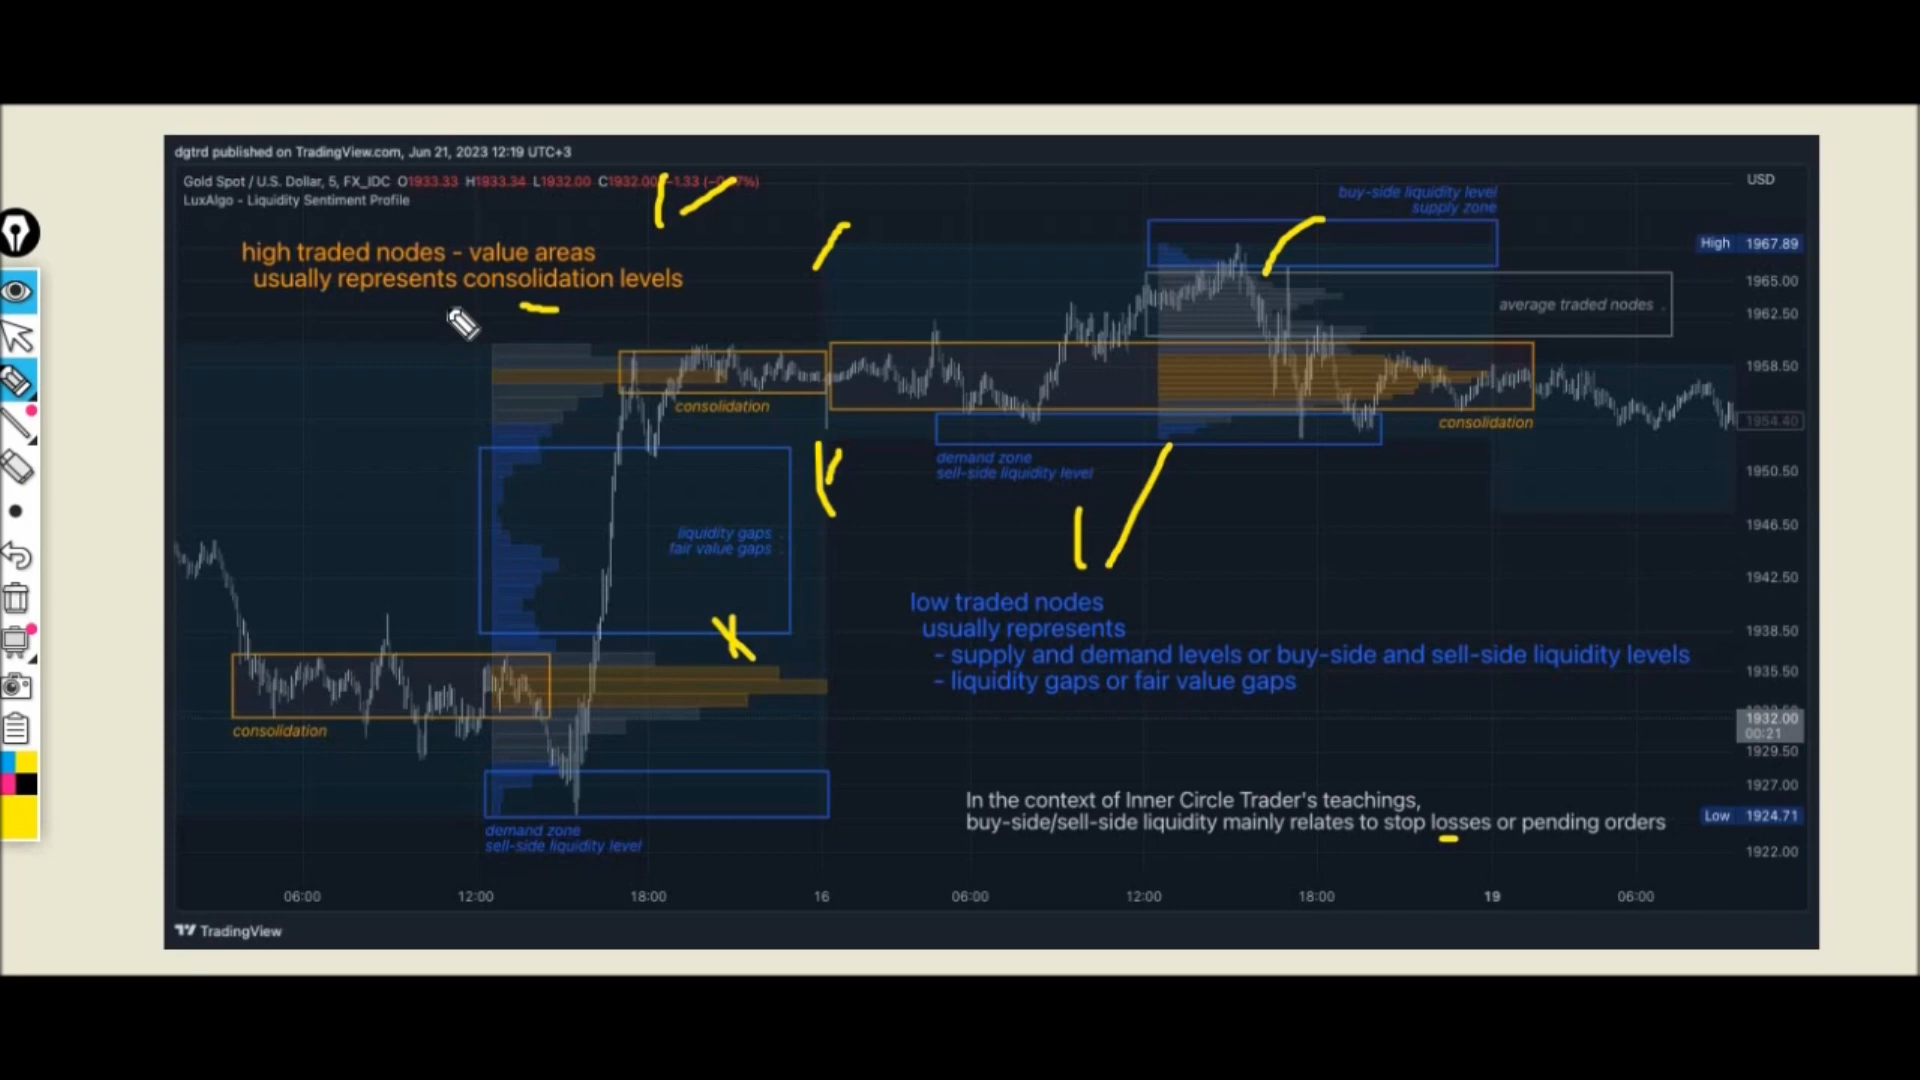 dgtrd published on TradingView.com, Jun 21, 2023 12:19 UTC+3
Gold Spot / U.S. Dollar, 5, FX_IDC O1933.33 H1933.34 L1932.00 C1932.00 -1.33
LuxAlgo - Liquidity Sentiment Profile
USD
buy-side liquidity level
supply zone
high traded nodes - value areas
usually represents consolidation levels
High 1967.89
1965.00
average traded nodes
1962.50
1958.50
consolidation
consolidation
1954.40
demand zone
sell-side liquidity level
1950.50
liquidity gaps
fair value gaps
1946.50
1942.50
low traded nodes
usually represents
- supply and demand levels or buy-side and sell-side liquidity levels
- liquidity gaps or fair value gaps
1938.50
1935.50
consolidation
1932.00
00:21
1929.50
1927.00
In the context of Inner Circle Trader's teachings,
buy-side/sell-side liquidity mainly relates to stop losses or pending orders
Low 1924.71
demand zone
sell-side liquidity level
1922.00
06:00 12:00 18:00 16 06:00 12:00 18:00 19 06:00
TradingView